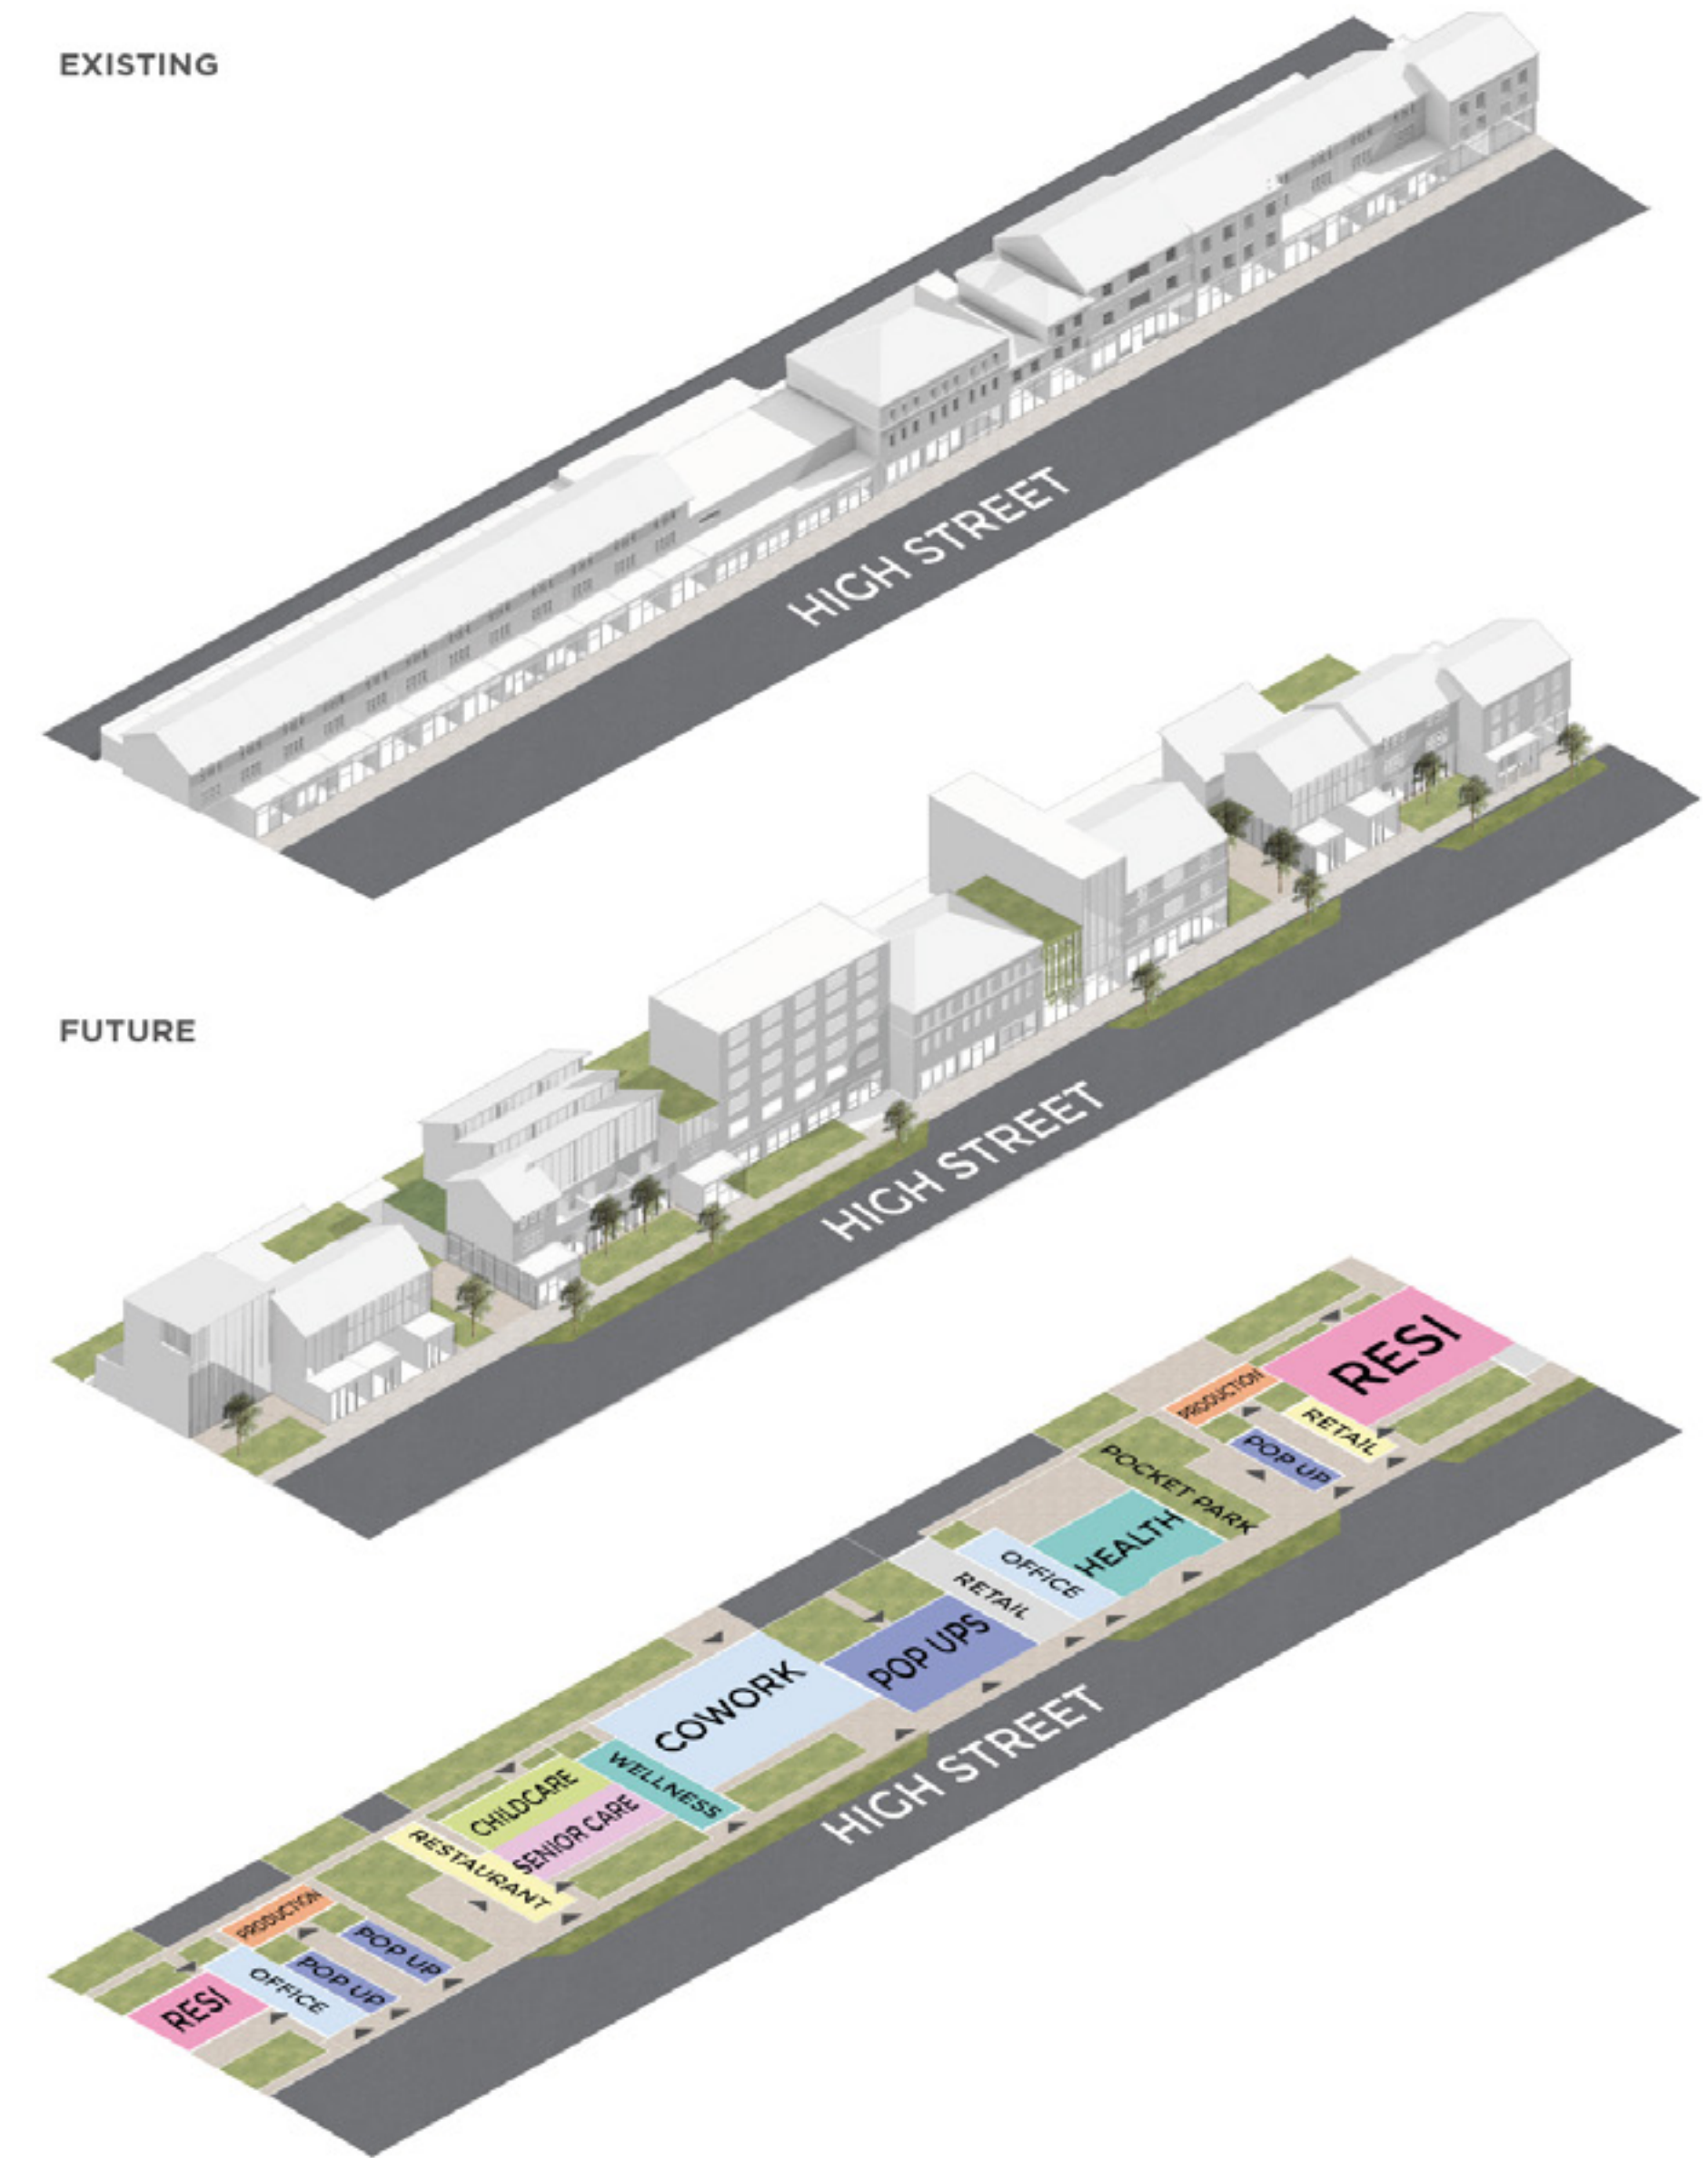 EXISTING
HIGH STREET
FUTURE
HIGH STREET
RESI
PRODUCTION
RETAIL
POP UP
POCKET PARK
HEALTH
OFFICE
RETAIL
POP UPS
COWORK
WELLNESS
CHILDCARE
SENIOR CARE
RESTAURANT
HIGH STREET
PRODUCTION
POP UP
POP UP
OFFICE
RESI